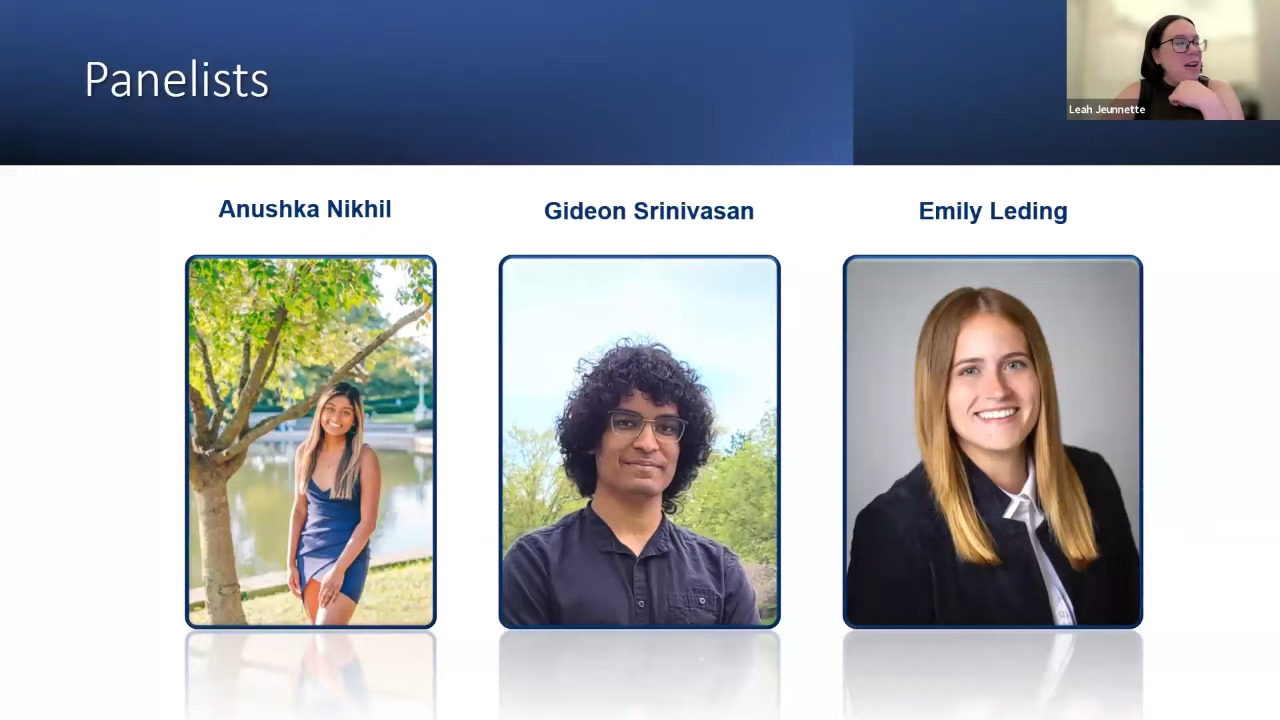 Panelists
Leah Jeunnette
Anushka Nikhil
Gideon Srinivasan
Emily Leding